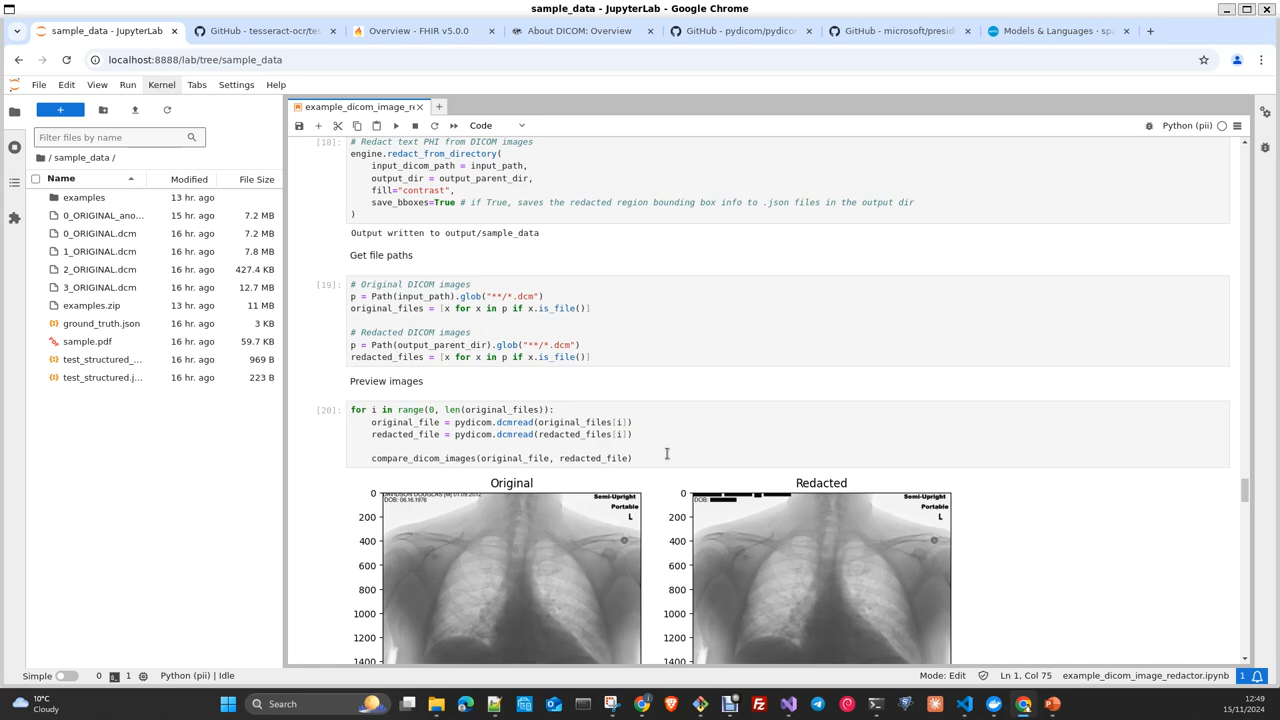 sample_data - JupyterLab - Google Chrome
sample_data - JupyterLab
GitHub - tesseract-ocr/te
Overview - FHIR v5.0.0
About DICOM: Overview
GitHub - pydicom/pydico
GitHub - microsoft/presid
Models & Languages · spa
localhost:8888/lab/tree/sample_data
File Edit View Run Kernel Tabs Settings Help
example_dicom_image_re
Filter files by name
Code
Python (pii)
/ sample_data /
Name Modified File Size
examples 13 hr. ago
0_ORIGINAL_ano... 15 hr. ago 7.2 MB
0_ORIGINAL.dcm 16 hr. ago 7.2 MB
1_ORIGINAL.dcm 16 hr. ago 7.8 MB
2_ORIGINAL.dcm 16 hr. ago 427.4 KB
3_ORIGINAL.dcm 16 hr. ago 12.7 MB
examples.zip 13 hr. ago 11 MB
ground_truth.json 16 hr. ago 3 KB
sample.pdf 16 hr. ago 59.7 KB
test_structured_... 16 hr. ago 969 B
test_structured.j... 16 hr. ago 223 B
[18]: # Redact text PHI from DICOM images
engine.redact_from_directory(
input_dicom_path = input_path,
output_dir = output_parent_dir,
fill="contrast",
save_bboxes=True # if True, saves the redacted region bounding box info to .json files in the output dir
)
Output written to output/sample_data
Get file paths
[19]: # Original DICOM images
p = Path(input_path).glob("**/*.dcm")
original_files = [x for x in p if x.is_file()]
# Redacted DICOM images
p = Path(output_parent_dir).glob("**/*.dcm")
redacted_files = [x for x in p if x.is_file()]
Preview images
[20]: for i in range(0, len(original_files)):
original_file = pydicom.dcmread(original_files[i])
redacted_file = pydicom.dcmread(redacted_files[i])
compare_dicom_images(original_file, redacted_file)
Original
0
200
400
600
800
1000
1200
1400
DAVIDSON DOUGLAS [M] 01.09.2012
DOB: 06.16.1976
Semi-Upright
Portable
L
Redacted
0
200
400
600
800
1000
1200
1400
DOB:
Semi-Upright
Portable
L
Simple 0 1 Python (pii) | Idle
Mode: Edit Ln 1, Col 75 example_dicom_image_redactor.ipynb 1
10°C
Cloudy
Search
12:49
15/11/2024